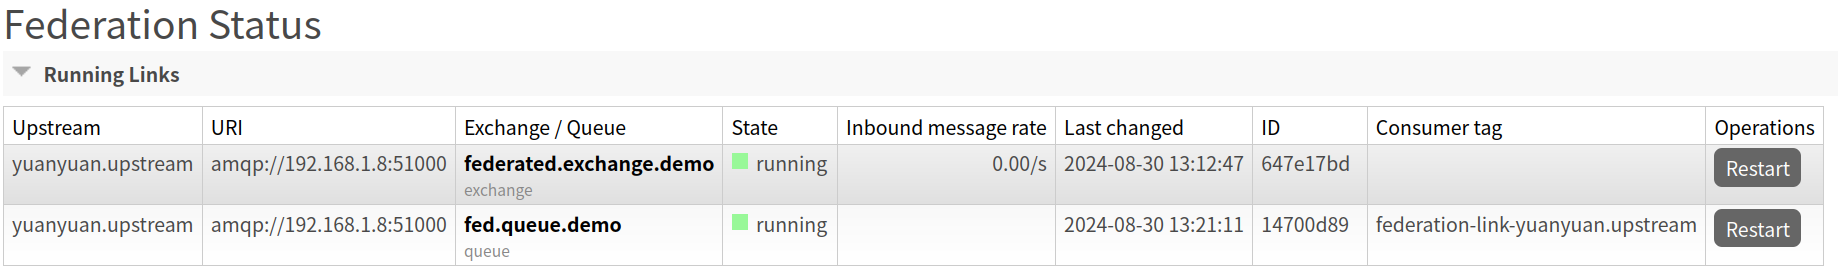 Federation Status
Running Links
Upstream URI Exchange / Queue State Inbound message rate Last changed ID Consumer tag Operations
yuanyuan.upstream amqp://192.168.1.8:51000 federated.exchange.demo running 0.00/s 2024-08-30 13:12:47 647e17bd Restart
exchange
yuanyuan.upstream amqp://192.168.1.8:51000 fed.queue.demo running 2024-08-30 13:21:11 14700d89 federation-link-yuanyuan.upstream Restart
queue